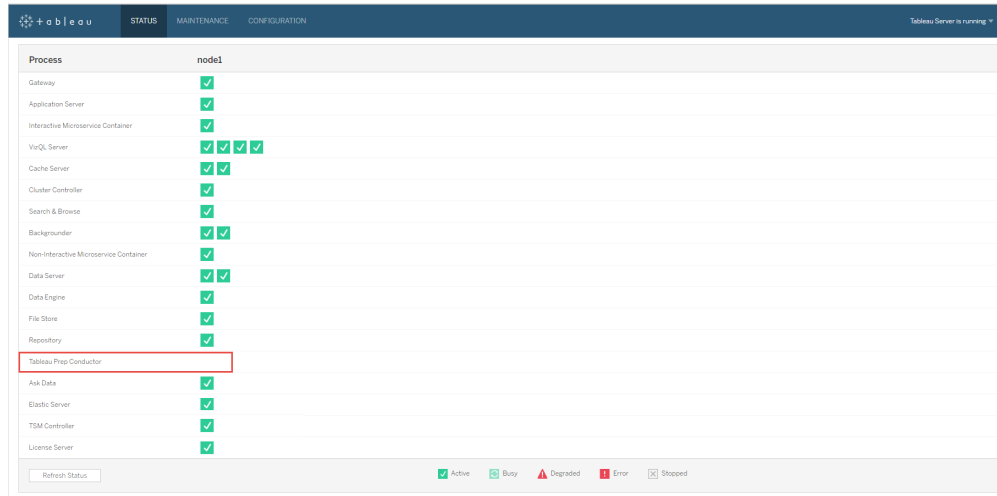 +ableau STATUS MAINTENANCE CONFIGURATION Tableau Server is running
Process node1
Gateway
Application Server
Interactive Microservice Container
VizQL Server
Cache Server
Cluster Controller
Search & Browse
Backgrounder
Non-Interactive Microservice Container
Data Server
Data Engine
File Store
Repository
Tableau Prep Conductor
Ask Data
Elastic Server
TSM Controller
License Server
Refresh Status Active Busy Degraded Error Stopped